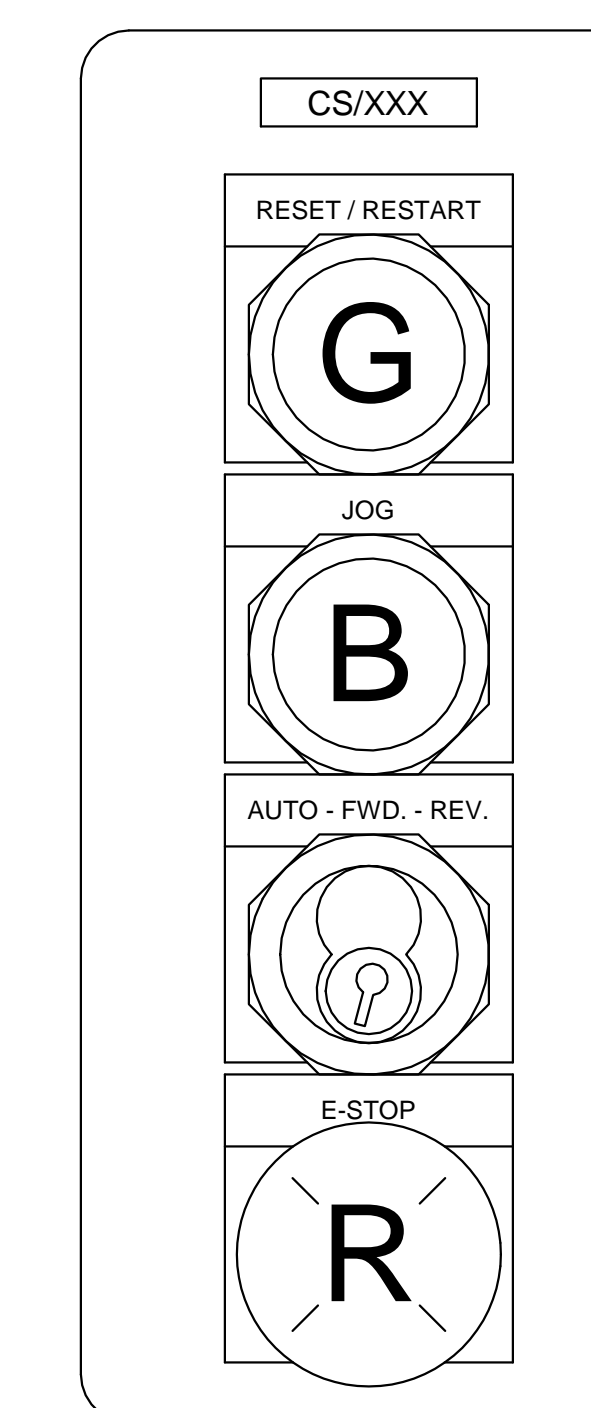 CS/XXX
RESET / RESTART
G
JOG
B
AUTO - FWD. - REV.
E-STOP
R